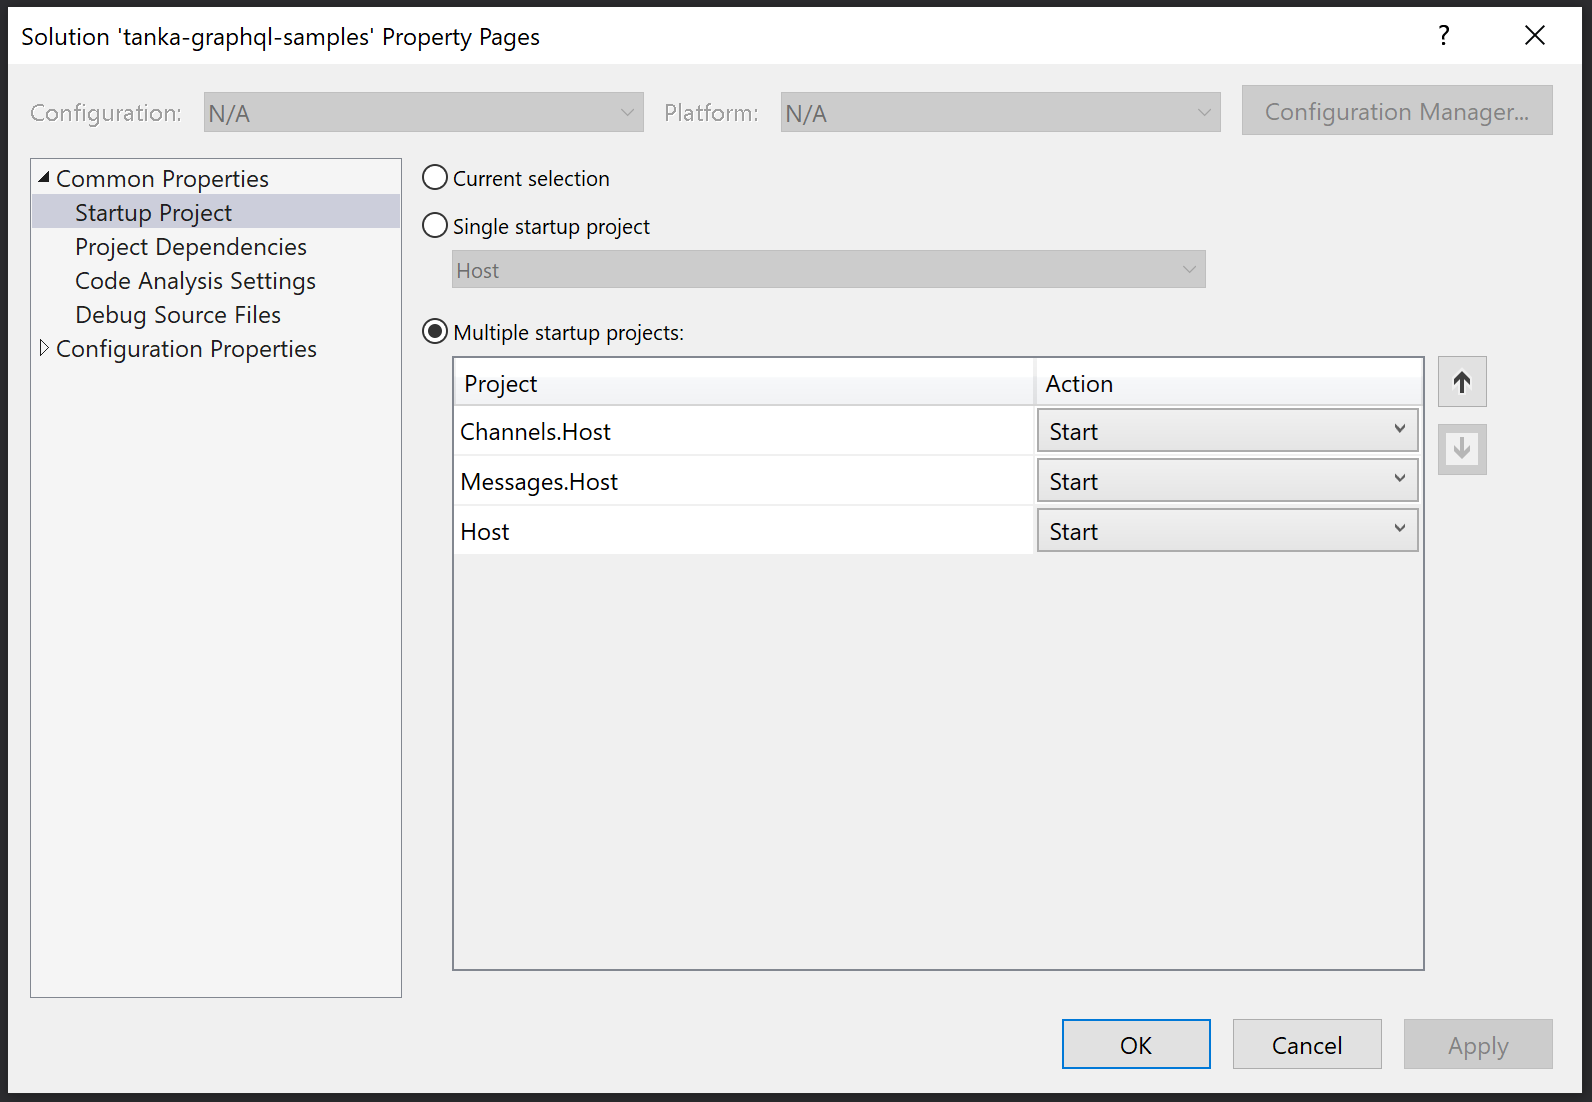 Solution 'tanka-graphql-samples' Property Pages
?
Configuration: N/A Platform: N/A Configuration Manager...
Common Properties
Startup Project
Project Dependencies
Code Analysis Settings
Debug Source Files
Configuration Properties
Current selection
Single startup project
Host
Multiple startup projects:
Project Action
Channels.Host Start
Messages.Host Start
Host Start
OK Cancel Apply